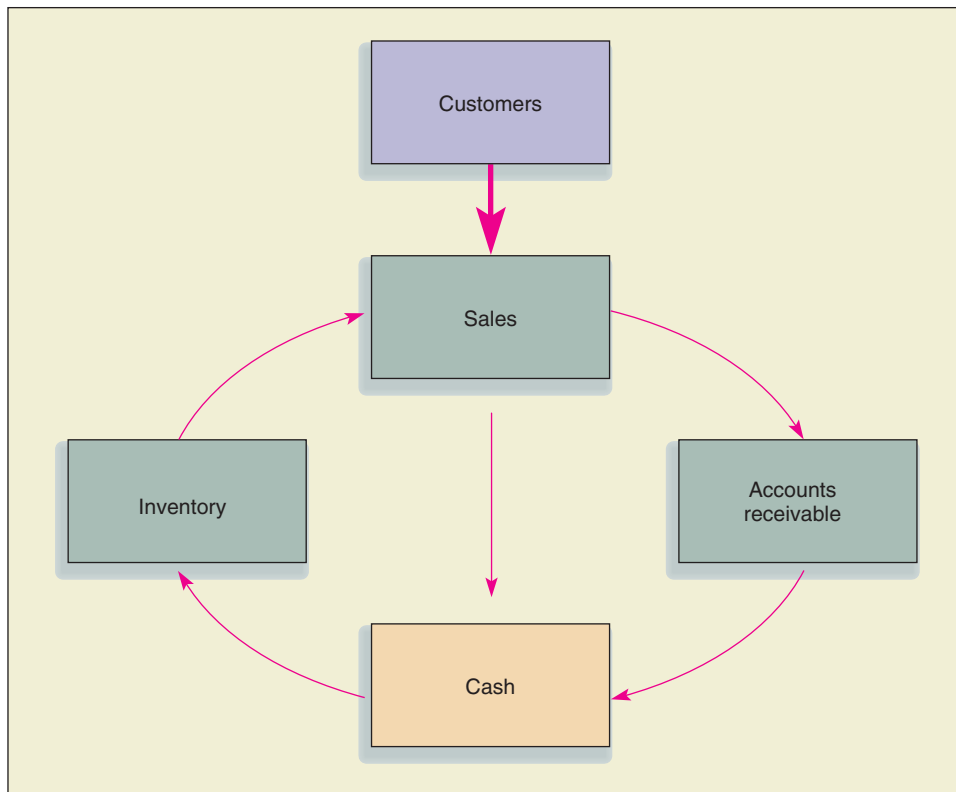 Customers
Sales
Inventory
Accounts
receivable
Cash